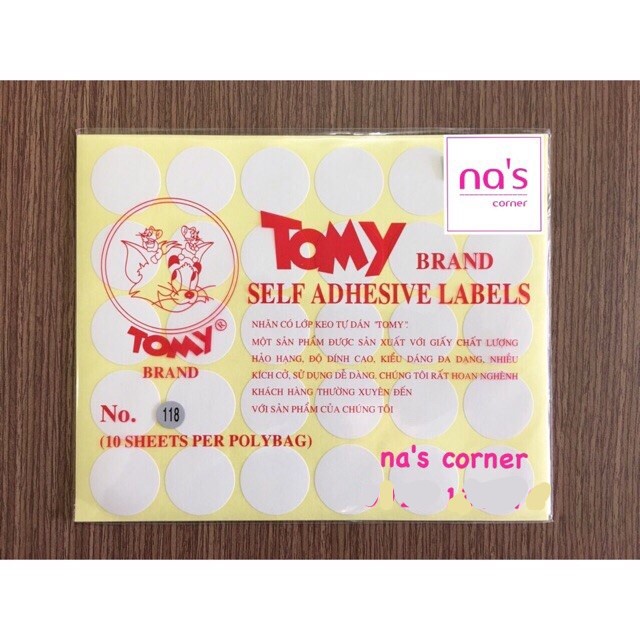 na's
corner
TOMY BRAND
SELF ADHESIVE LABELS
TOMY®
BRAND
NHÃN CÓ LỚP KEO TỰ DÁN "TOMY".
MỘT SẢN PHẨM ĐƯỢC SẢN XUẤT VỚI GIẤY CHẤT LƯỢNG
HẢO HẠNG, ĐỘ DÍNH CAO, KIỂU DÁNG ĐA DẠNG, NHIỀU
KÍCH CỞ, SỬ DỤNG DỄ DÀNG, CHÚNG TÔI RẤT HOAN NGHÊNH
KHÁCH HÀNG THƯỜNG XUYÊN ĐẾN
VỚI SẢN PHẨM CỦA CHÚNG TÔI
No. 118
(10 SHEETS PER POLYBAG)
na's corner